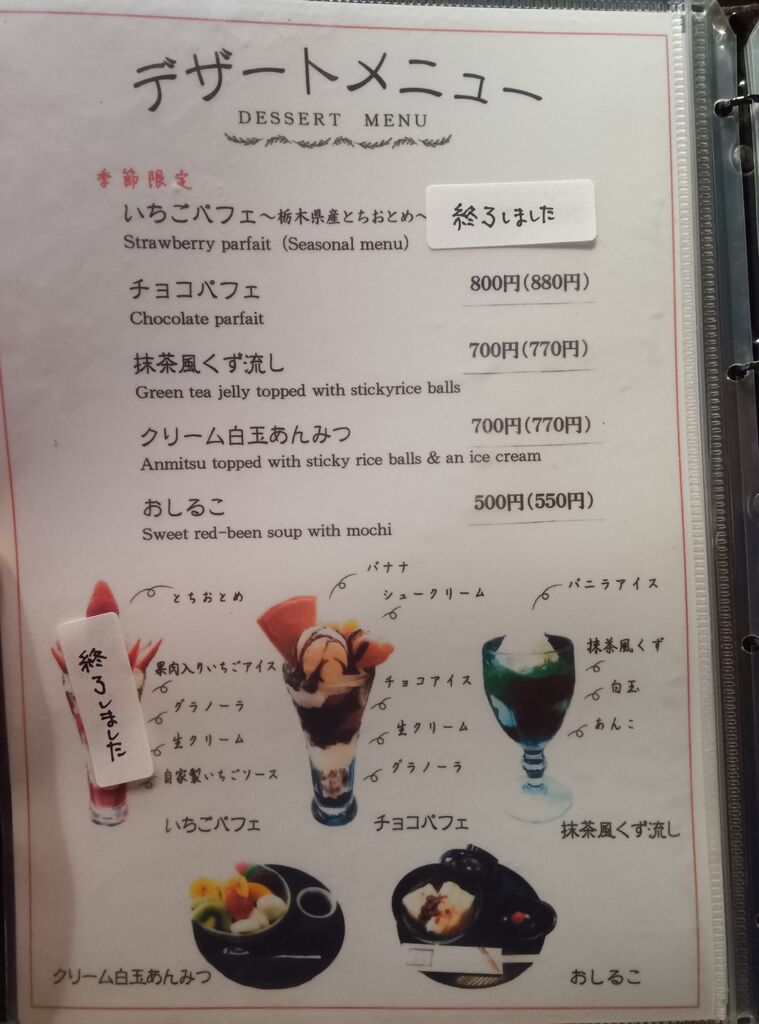 デザートメニュー
DESSERT MENU
季節限定
いちごパフェ～栃木県産とちおとめ～ 終了しました
Strawberry parfait (Seasonal menu)
チョコパフェ 800円(880円)
Chocolate parfait
抹茶風くず流し 700円(770円)
Green tea jelly topped with stickyrice balls
クリーム白玉あんみつ 700円(770円)
Anmitsu topped with sticky rice balls & an ice cream
おしるこ 500円(550円)
Sweet red-been soup with mochi
とちおとめ
終了しました
果肉入りいちごアイス
グラノーラ
生クリーム
自家製いちごソース
いちごパフェ
バナナ
シュークリーム
チョコアイス
生クリーム
グラノーラ
チョコパフェ
バニラアイス
抹茶風くず
白玉
あんこ
抹茶風くず流し
クリーム白玉あんみつ
おしるこ